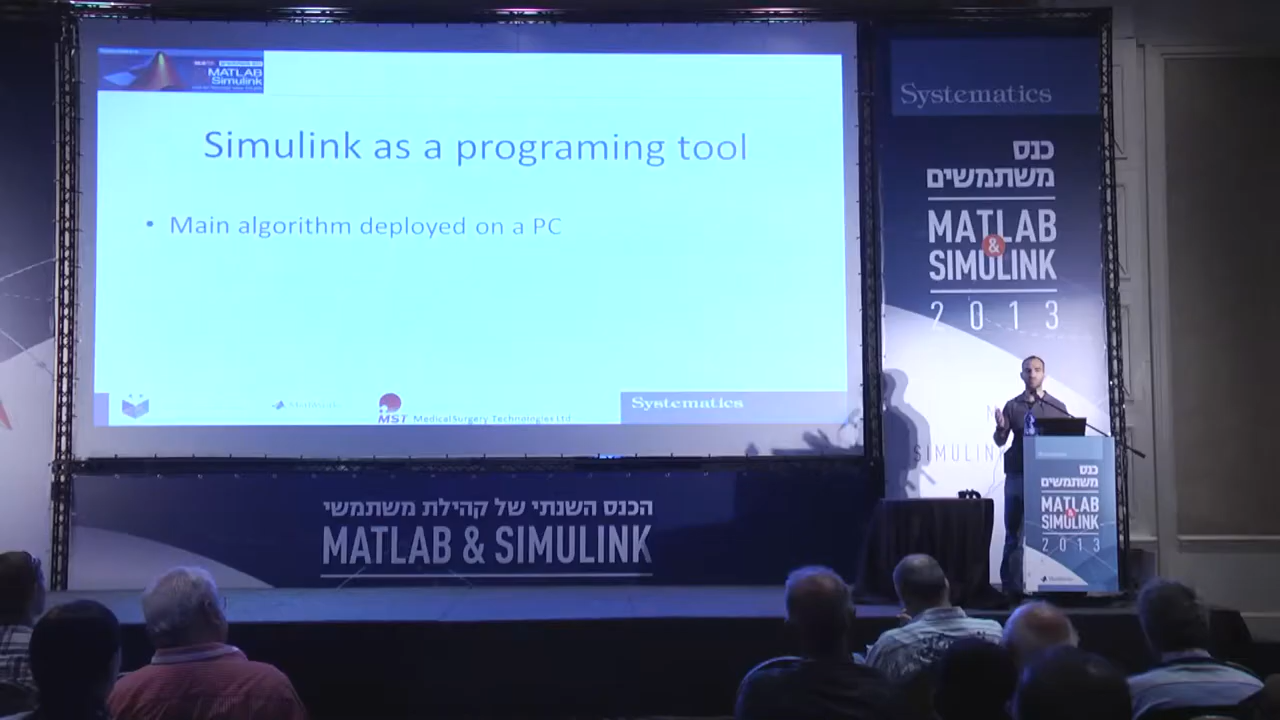 MATLAB
Simulink
Simulink as a programing tool
• Main algorithm deployed on a PC
MST MedicalSurgery Technologies Ltd
Systematics
Systematics
כנס
משתמשים
MATLAB
&
SIMULINK
2013
SIMULIN
הכנס השנתי של קהילת משתמשי
MATLAB & SIMULINK
כנס
משתמשים
MATLAB
&
SIMULINK
2013